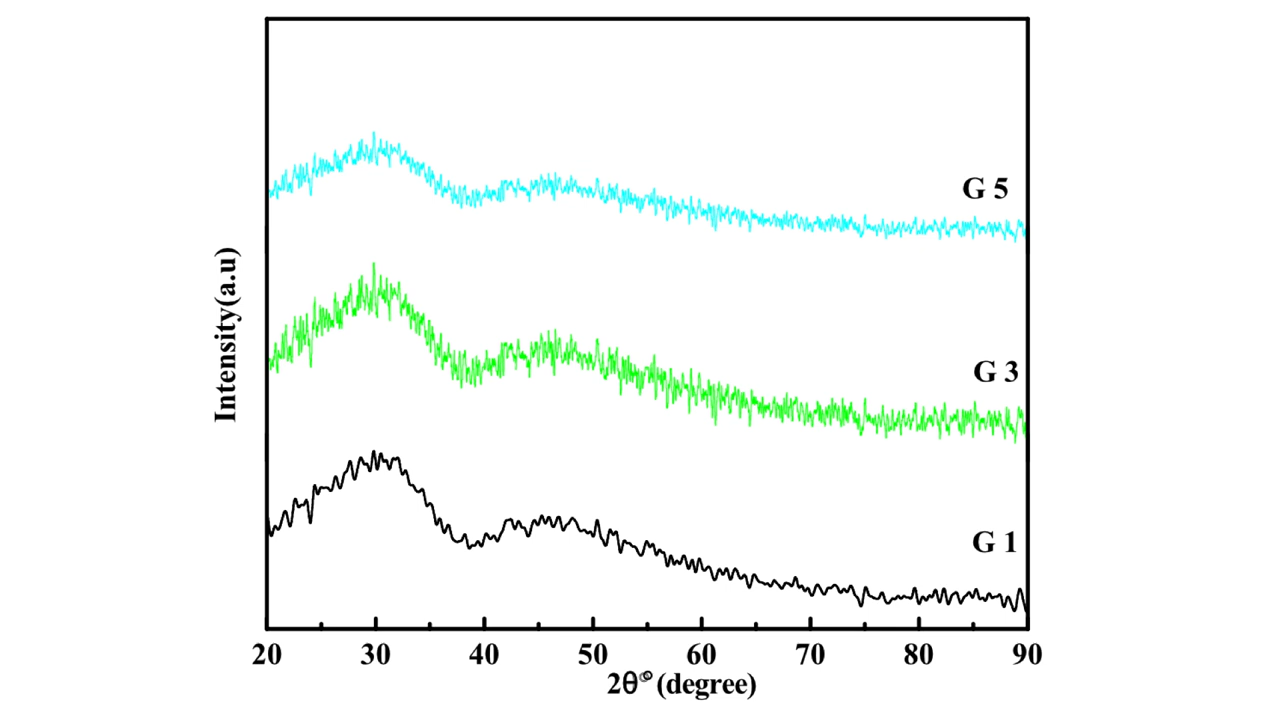 G 5
G 3
G 1
Intensity(a.u)
20 30 40 50 60 70 80 90
2θ° (degree)